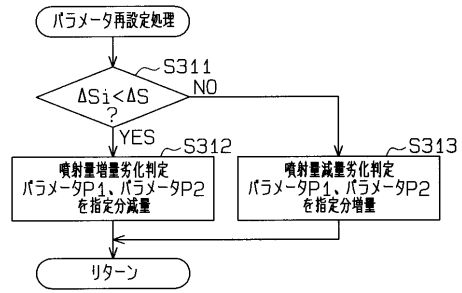 パラメータ再設定処理
S311
ΔSi<ΔS
?
NO
YES
S312
噴射量増量劣化判定
パラメータP1、パラメータP2
を指定分減量
S313
噴射量減量劣化判定
パラメータP1、パラメータP2
を指定分増量
リターン